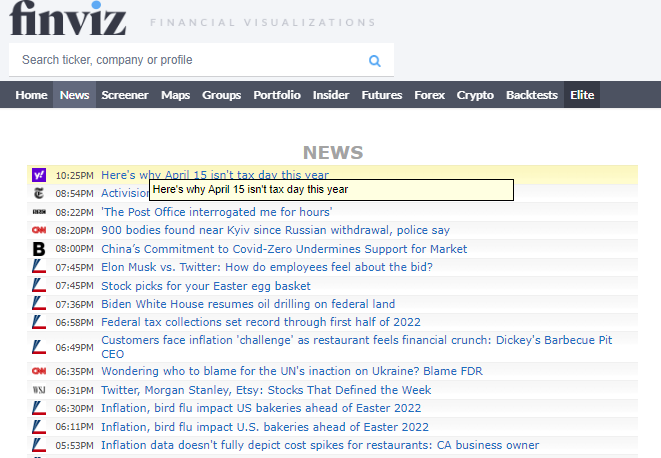 finviz FINANCIAL VISUALIZATIONS
Search ticker, company or profile
Home News Screener Maps Groups Portfolio Insider Futures Forex Crypto Backtests Elite
NEWS
y! 10:25PM Here's why April 15 isn't tax day this year
Here's why April 15 isn't tax day this year
08:54PM Activision
BBC 08:22PM 'The Post Office interrogated me for hours'
CNN 08:20PM 900 bodies found near Kyiv since Russian withdrawal, police say
B 08:00PM China’s Commitment to Covid-Zero Undermines Support for Market
07:45PM Elon Musk vs. Twitter: How do employees feel about the bid?
07:45PM Stock picks for your Easter egg basket
07:36PM Biden White House resumes oil drilling on federal land
06:58PM Federal tax collections set record through first half of 2022
06:49PM Customers face inflation 'challenge' as restaurant feels financial crunch: Dickey's Barbecue Pit
CEO
CNN 06:35PM Wondering who to blame for the UN's inaction on Ukraine? Blame FDR
WSJ 06:31PM Twitter, Morgan Stanley, Etsy: Stocks That Defined the Week
06:30PM Inflation, bird flu impact US bakeries ahead of Easter 2022
06:11PM Inflation, bird flu impact U.S. bakeries ahead of Easter 2022
05:53PM Inflation data doesn't fully depict cost spikes for restaurants: CA business owner